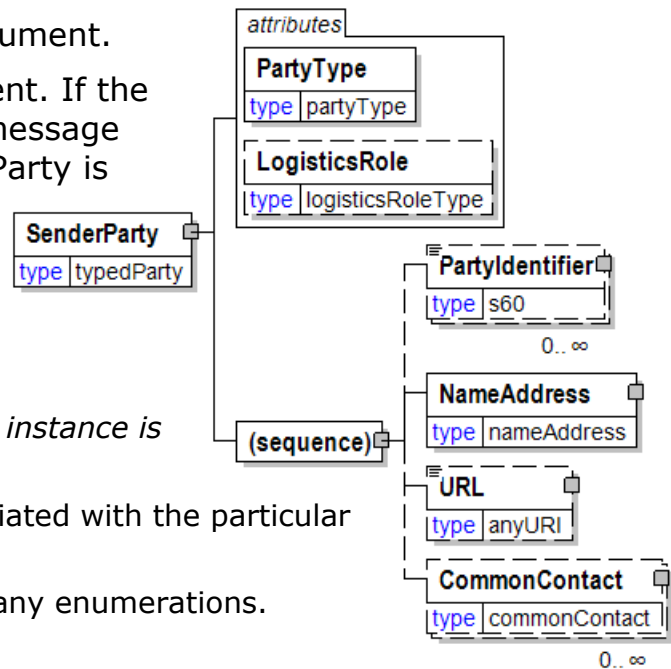 ument.
ent. If the
nessage
Party is
instance is
iated with the particular
any enumerations.
attributes
PartyType
type partyType
LogisticsRole
type logisticsRoleType
SenderParty
type typedParty
(sequence)
PartyIdentifier
type s60
0.. ∞
NameAddress
type nameAddress
URL
type anyURI
CommonContact
type commonContact
0.. ∞